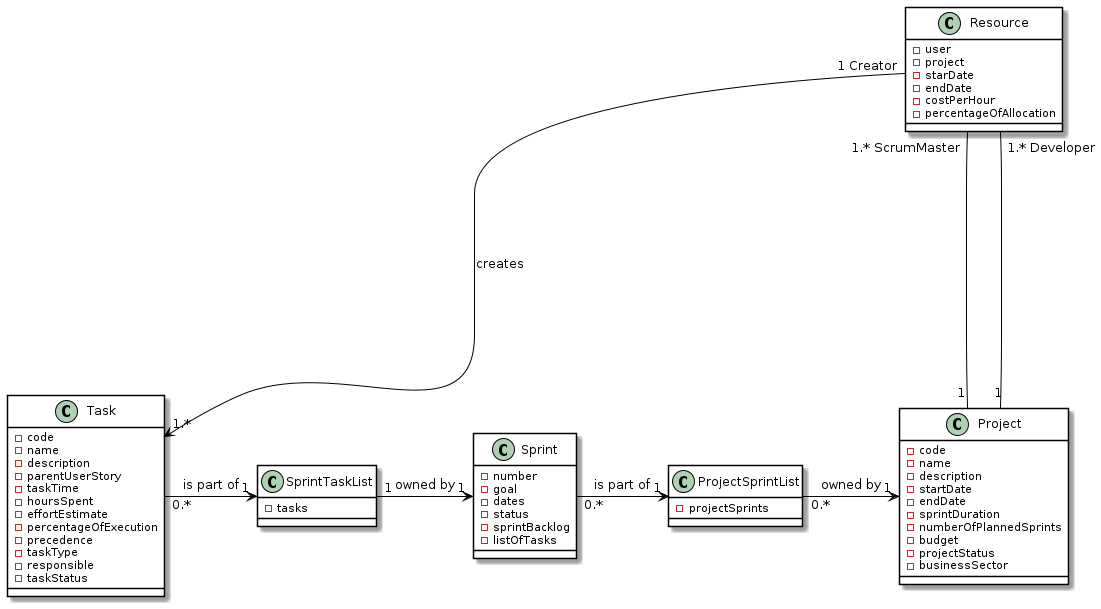 C Resource
user
project
starDate
endDate
costPerHour
percentageOfAllocation
1 Creator
1.* ScrumMaster
1.* Developer
creates
1
1
1.*
C Task
code
name
description
parentUserStory
taskTime
hoursSpent
effortEstimate
percentageOfExecution
precedence
taskType
responsible
taskStatus
is part of
1
0.*
C SprintTaskList
tasks
1
owned by
1
C Sprint
number
goal
dates
status
sprintBacklog
listOfTasks
is part of
1
0.*
C ProjectSprintList
projectSprints
owned by
1
0.*
C Project
code
name
description
startDate
endDate
sprintDuration
numberOfPlannedSprints
budget
projectStatus
businessSector